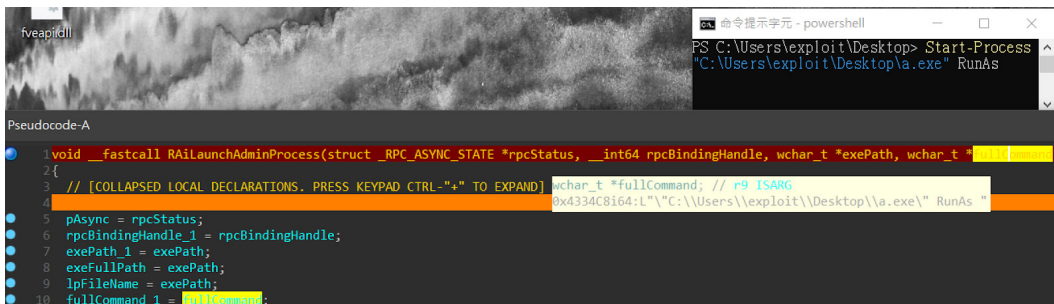 fveapi.dll
命令提示字元 - powershell
PS C:\Users\exploit\Desktop> Start-Process
"C:\Users\exploit\Desktop\a.exe" RunAs
Pseudocode-A
1 void __fastcall RAiLaunchAdminProcess(struct _RPC_ASYNC_STATE *rpcStatus, __int64 rpcBindingHandle, wchar_t *exePath, wchar_t *fullCommand
2 {
3 // [COLLAPSED LOCAL DECLARATIONS. PRESS KEYPAD CTRL-"+" TO EXPAND]
wchar_t *fullCommand; // r9 ISARG
4
0x4334C8i64:L"\"C:\\Users\\exploit\\Desktop\\a.exe\" RunAs "
5 pAsync = rpcStatus;
6 rpcBindingHandle_1 = rpcBindingHandle;
7 exePath_1 = exePath;
8 exeFullPath = exePath;
9 lpFileName = exePath;
10 fullCommand_1 = fullCommand;